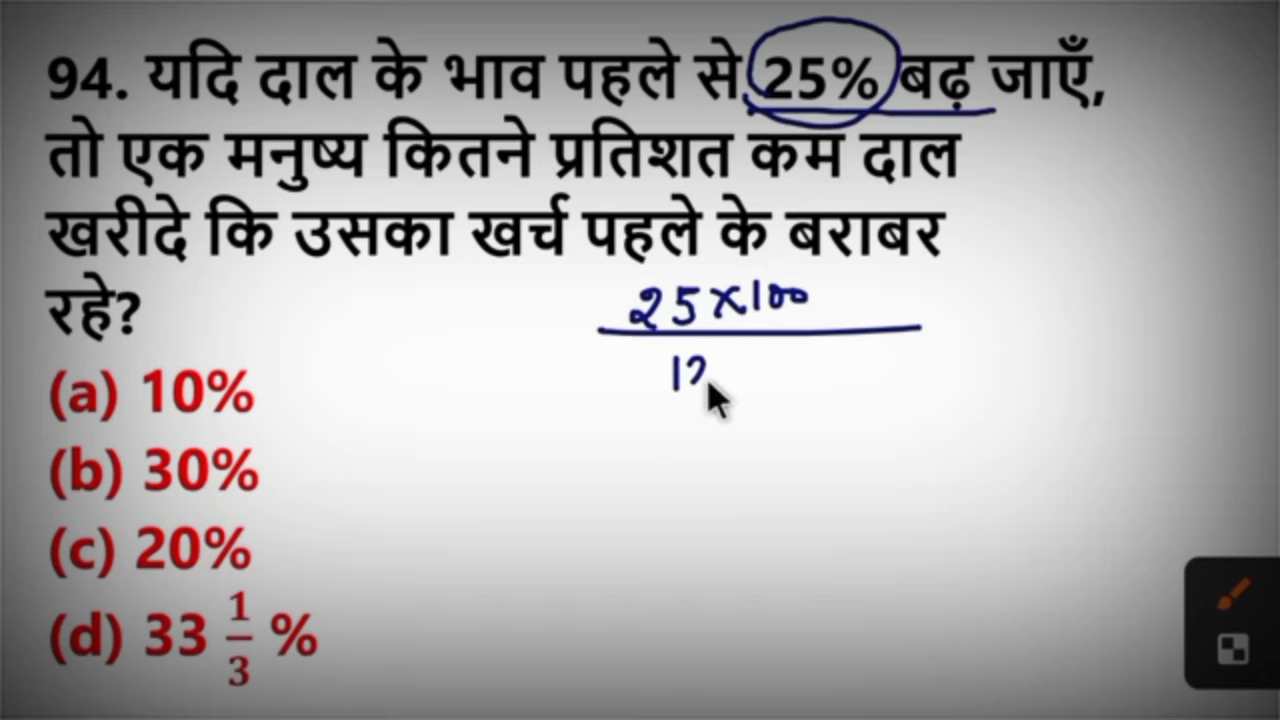 94. यदि दाल के भाव पहले से 25% बढ़ जाएँ,
तो एक मनुष्य कितने प्रतिशत कम दाल
खरीदे कि उसका खर्च पहले के बराबर
रहे?
25 × 100
12
(a) 10%
(b) 30%
(c) 20%
(d) 33 1/3 %